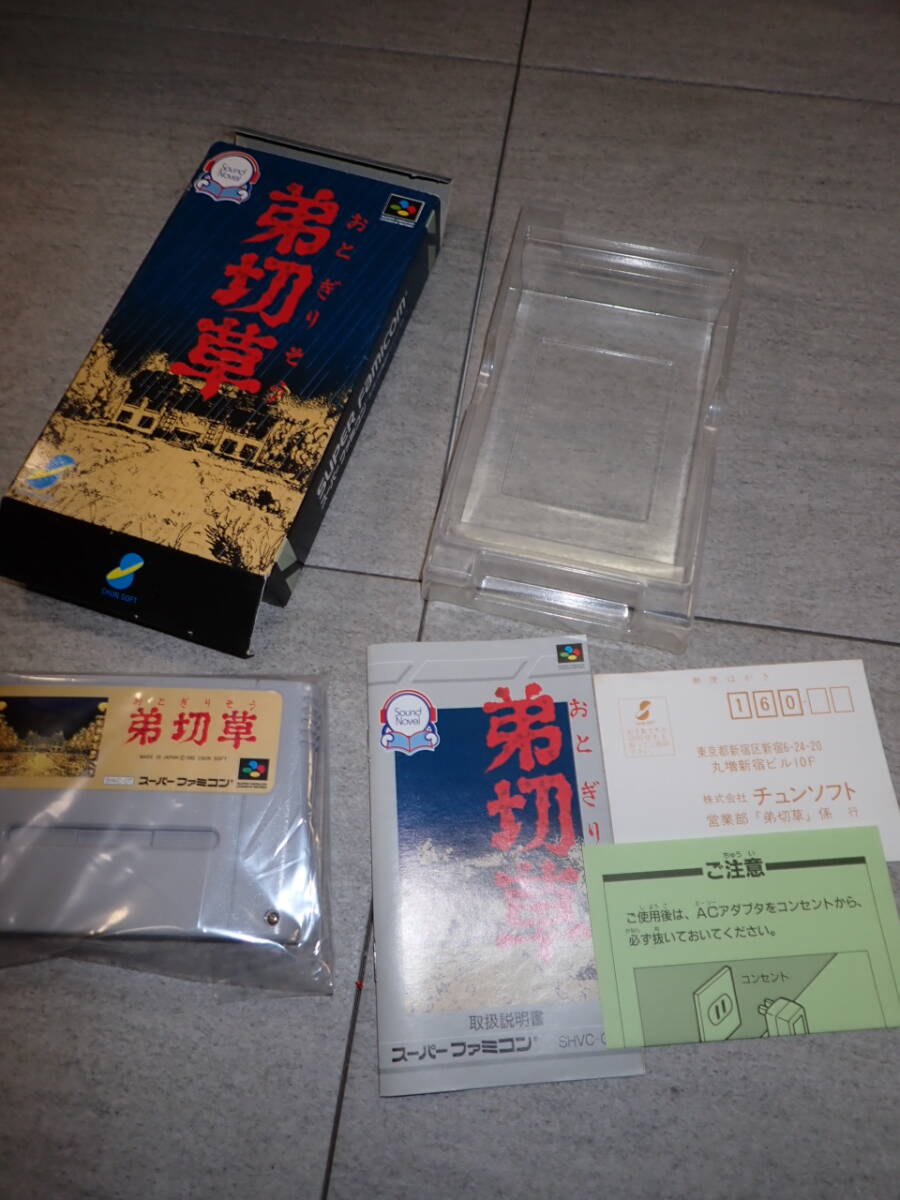 Sound
Novel
弟切草
おとぎりそう
CHUN SOFT
SUPER FAMICOM
おとぎりそう
弟切草
MADE IN JAPAN
CHUN SOFT
スーパーファミコン
Sound
Novel
弟切草
おとぎり
取扱説明書
スーパーファミコン
SHVC-
郵便はがき
160
東京都新宿区新宿6-24-20
丸増新宿ビル10F
株式会社 チュンソフト
営業部「弟切草」係 行
ちゅうい
ご注意
ご使用後は、ACアダプタをコンセントから、
必ず抜いておいてください。
コンセント